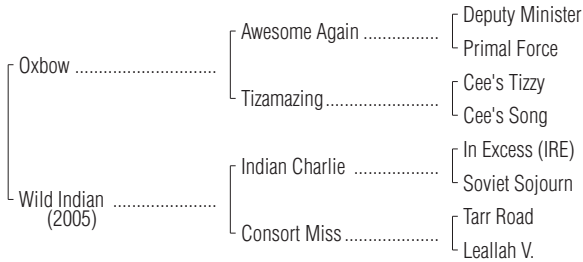 Deputy Minister
Awesome Again ..................
Primal Force
Oxbow ..................................
Cee's Tizzy
Tizamazing ...........................
Cee's Song
In Excess (IRE)
Indian Charlie ....................
Soviet Sojourn
Wild Indian .........................
(2005)
Tarr Road
Consort Miss ......................
Leallah V.